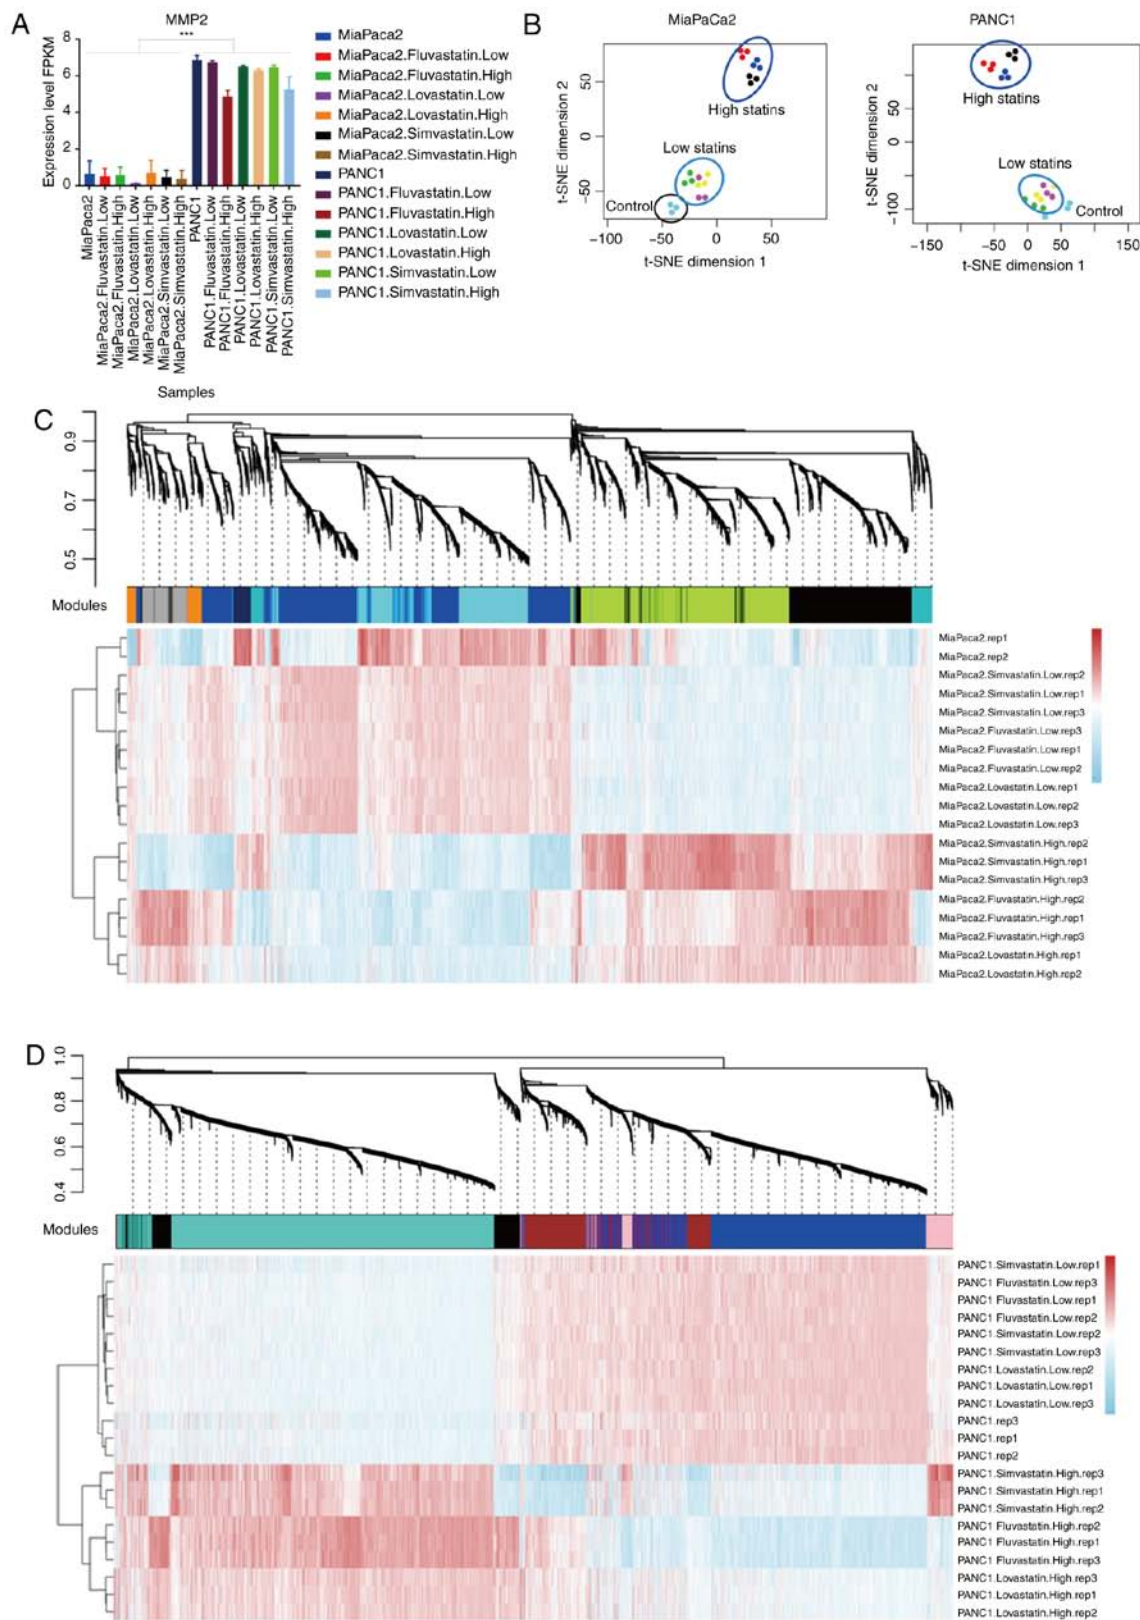 A
MMP2
***
Expression level FPKM
8
6
4
2
0
MiaPaca2
MiaPaca2.Fluvastatin.Low
MiaPaca2.Fluvastatin.High
MiaPaca2.Lovastatin.Low
MiaPaca2.Lovastatin.High
MiaPaca2.Simvastatin.Low
MiaPaca2.Simvastatin.High
PANC1
PANC1.Fluvastatin.Low
PANC1.Fluvastatin.High
PANC1.Lovastatin.Low
PANC1.Lovastatin.High
PANC1.Simvastatin.Low
PANC1.Simvastatin.High
Samples
MiaPaca2
MiaPaca2.Fluvastatin.Low
MiaPaca2.Fluvastatin.High
MiaPaca2.Lovastatin.Low
MiaPaca2.Lovastatin.High
MiaPaca2.Simvastatin.Low
MiaPaca2.Simvastatin.High
PANC1
PANC1.Fluvastatin.Low
PANC1.Fluvastatin.High
PANC1.Lovastatin.Low
PANC1.Lovastatin.High
PANC1.Simvastatin.Low
PANC1.Simvastatin.High
B
MiaPaCa2
t-SNE dimension 2
50
0
−50
High statins
Low statins
Control
−100 −50 0 50
t-SNE dimension 1
PANC1
t-SNE dimension 2
50
0
−100
High statins
Low statins
Control
−150 −50 0 50 150
t-SNE dimension 1
C
0.9
0.7
0.5
Modules
MiaPaca2.rep1
MiaPaca2.rep2
MiaPaca2.Simvastatin.Low.rep2
MiaPaca2.Simvastatin.Low.rep1
MiaPaca2.Simvastatin.Low.rep3
MiaPaca2.Fluvastatin.Low.rep3
MiaPaca2.Fluvastatin.Low.rep1
MiaPaca2.Fluvastatin.Low.rep2
MiaPaca2.Lovastatin.Low.rep1
MiaPaca2.Lovastatin.Low.rep2
MiaPaca2.Lovastatin.Low.rep3
MiaPaca2.Simvastatin.High.rep2
MiaPaca2.Simvastatin.High.rep1
MiaPaca2.Simvastatin.High.rep3
MiaPaca2.Fluvastatin.High.rep2
MiaPaca2.Fluvastatin.High.rep1
MiaPaca2.Fluvastatin.High.rep3
MiaPaca2.Lovastatin.High.rep1
MiaPaca2.Lovastatin.High.rep2
D
1.0
0.8
0.6
0.4
Modules
PANC1.Simvastatin.Low.rep1
PANC1 Fluvastatin.Low.rep3
PANC1 Fluvastatin.Low.rep1
PANC1 Fluvastatin.Low.rep2
PANC1.Simvastatin.Low.rep2
PANC1.Simvastatin.Low.rep3
PANC1.Lovastatin.Low.rep2
PANC1.Lovastatin.Low.rep1
PANC1.Lovastatin.Low.rep3
PANC1.rep3
PANC1.rep1
PANC1.rep2
PANC1.Simvastatin.High.rep3
PANC1.Simvastatin.High.rep1
PANC1.Simvastatin.High.rep2
PANC1 Fluvastatin.High.rep2
PANC1 Fluvastatin.High.rep1
PANC1 Fluvastatin.High.rep3
PANC1.Lovastatin.High.rep3
PANC1.Lovastatin.High.rep1
PANC1.Lovastatin.High.rep2